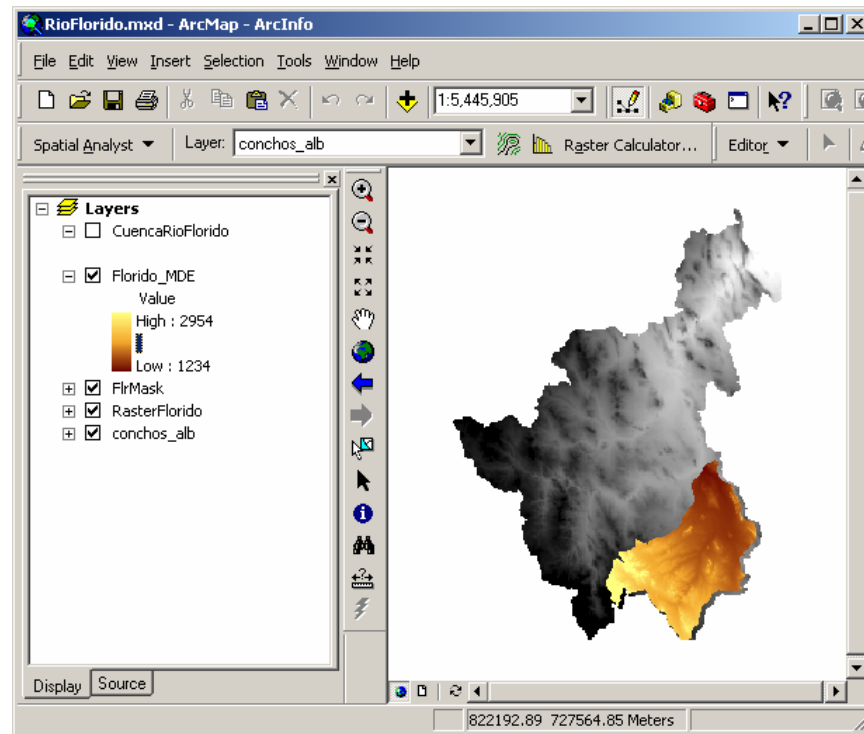 RioFlorido.mxd - ArcMap - ArcInfo
File Edit View Insert Selection Tools Window Help
1:5,445,905
Spatial Analyst Layer: conchos_alb Raster Calculator... Editor
Layers
CuencaRioFlorido
Florido_MDE
Value
High : 2954
Low : 1234
FlrMask
RasterFlorido
conchos_alb
Display Source
822192.89 727564.85 Meters